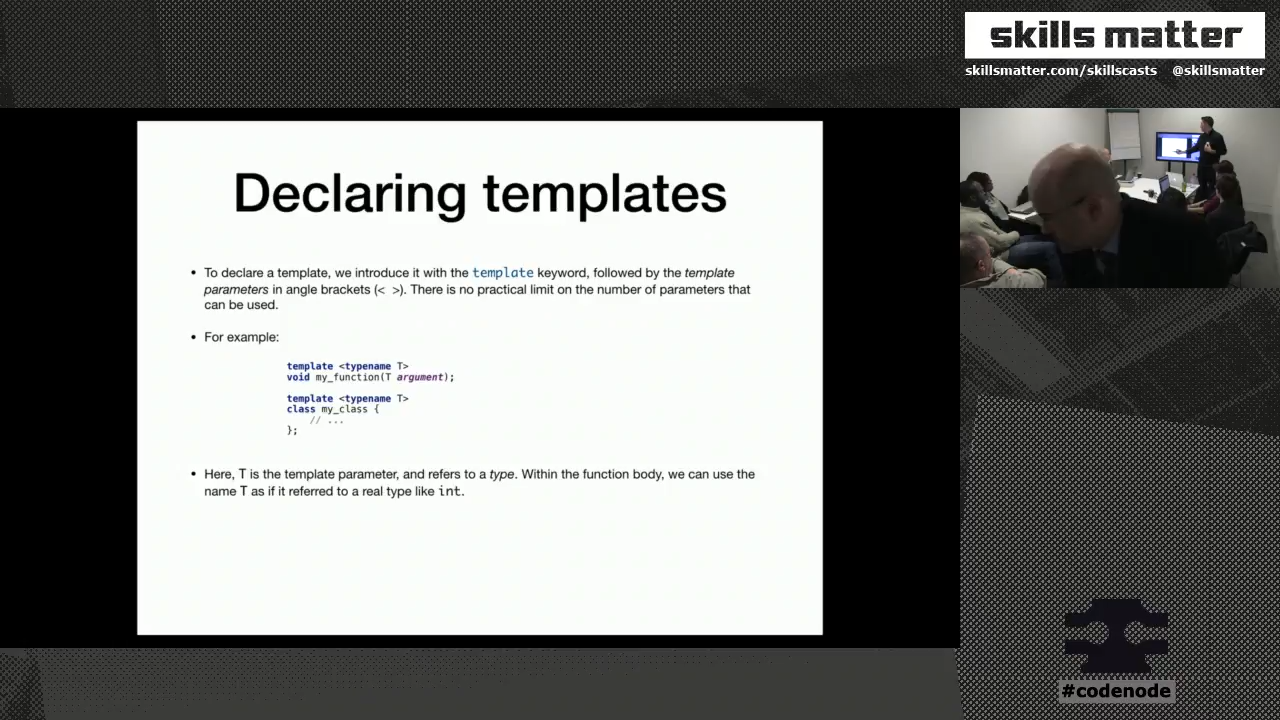 skills matter
skillsmatter.com/skillscasts @skillsmatter
Declaring templates
• To declare a template, we introduce it with the template keyword, followed by the template
parameters in angle brackets (< >). There is no practical limit on the number of parameters that
can be used.
• For example:
template <typename T>
void my_function(T argument);
template <typename T>
class my_class {
// ...
};
• Here, T is the template parameter, and refers to a type. Within the function body, we can use the
name T as if it referred to a real type like int.
#codenode